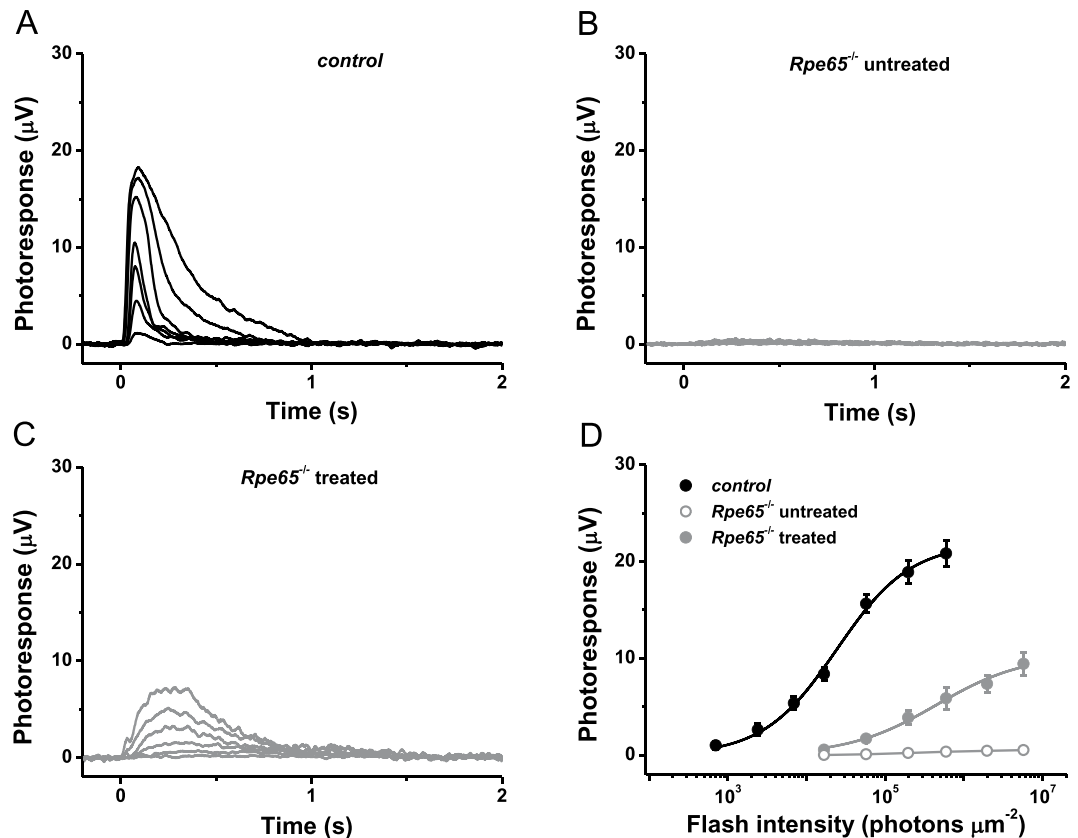 A
control
30
20
10
0
Photoresponse (μV)
0
1
2
Time (s)
B
Rpe65-/- untreated
30
20
10
0
Photoresponse (μV)
0
1
2
Time (s)
C
Rpe65-/- treated
30
20
10
0
Photoresponse (μV)
0
1
2
Time (s)
D
control
Rpe65-/- untreated
Rpe65-/- treated
30
20
10
0
Photoresponse (μV)
10³
10⁵
10⁷
Flash intensity (photons μm⁻²)